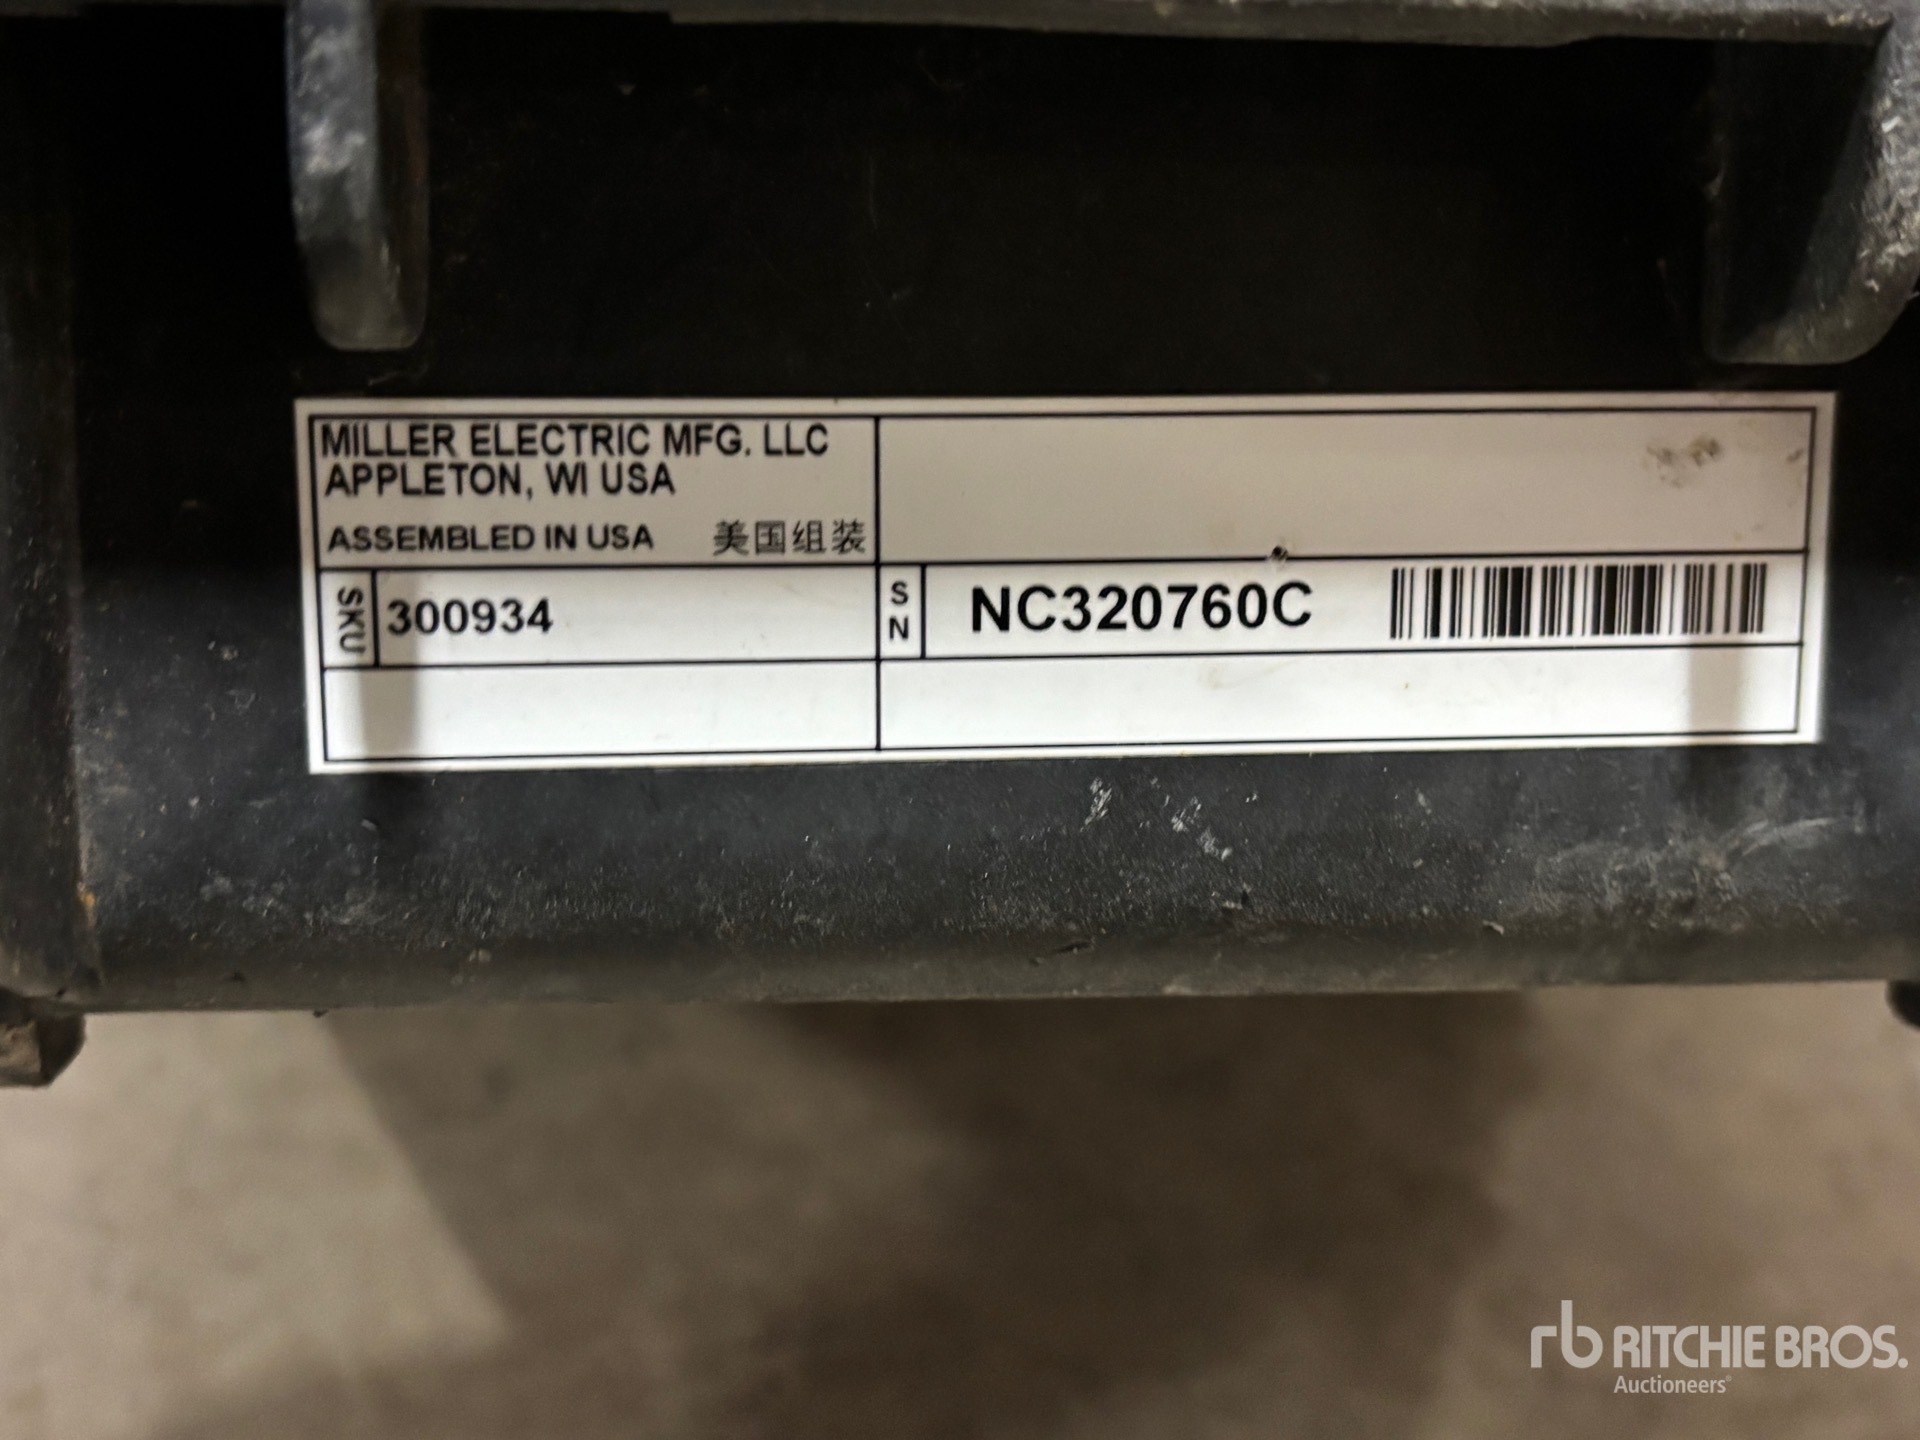 MILLER ELECTRIC MFG. LLC
APPLETON, WI USA
ASSEMBLED IN USA 美国组装
SKU 300934
SN NC320760C
rb RITCHIE BROS.
Auctioneers